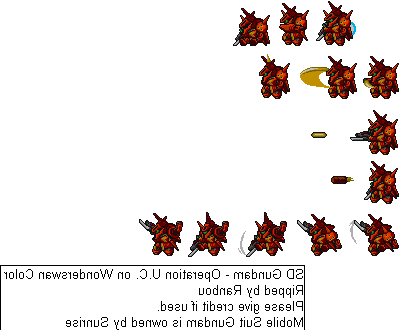 SD Gundam - Operation U.C. on Wonderswan Color
Ripped by Ranbou
Please give credit if used.
Mobile Suit Gundam is owned by Sunrise